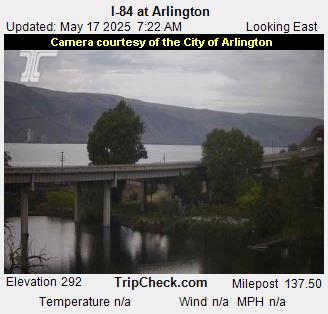 I-84 at Arlington
Updated: May 17 2025 7:22 AM Looking East
Camera courtesy of the City of Arlington
Elevation 292 TripCheck.com Milepost 137.50
Temperature n/a Wind n/a MPH n/a